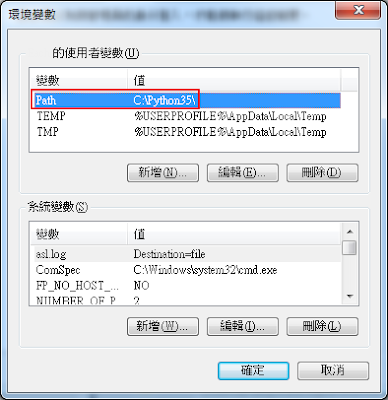 環境變數
的使用者變數(U)
變數 值
Path C:\Python35\
TEMP %USERPROFILE%\AppData\Local\Temp
TMP %USERPROFILE%\AppData\Local\Temp
新增(N)... 編輯(E)... 刪除(D)
系統變數(S)
變數 值
asl.log Destination=file
ComSpec C:\Windows\system32\cmd.exe
FP_NO_HOST_... NO
NUMBER_OF_P... 2
新增(W)... 編輯(I)... 刪除(L)
確定 取消